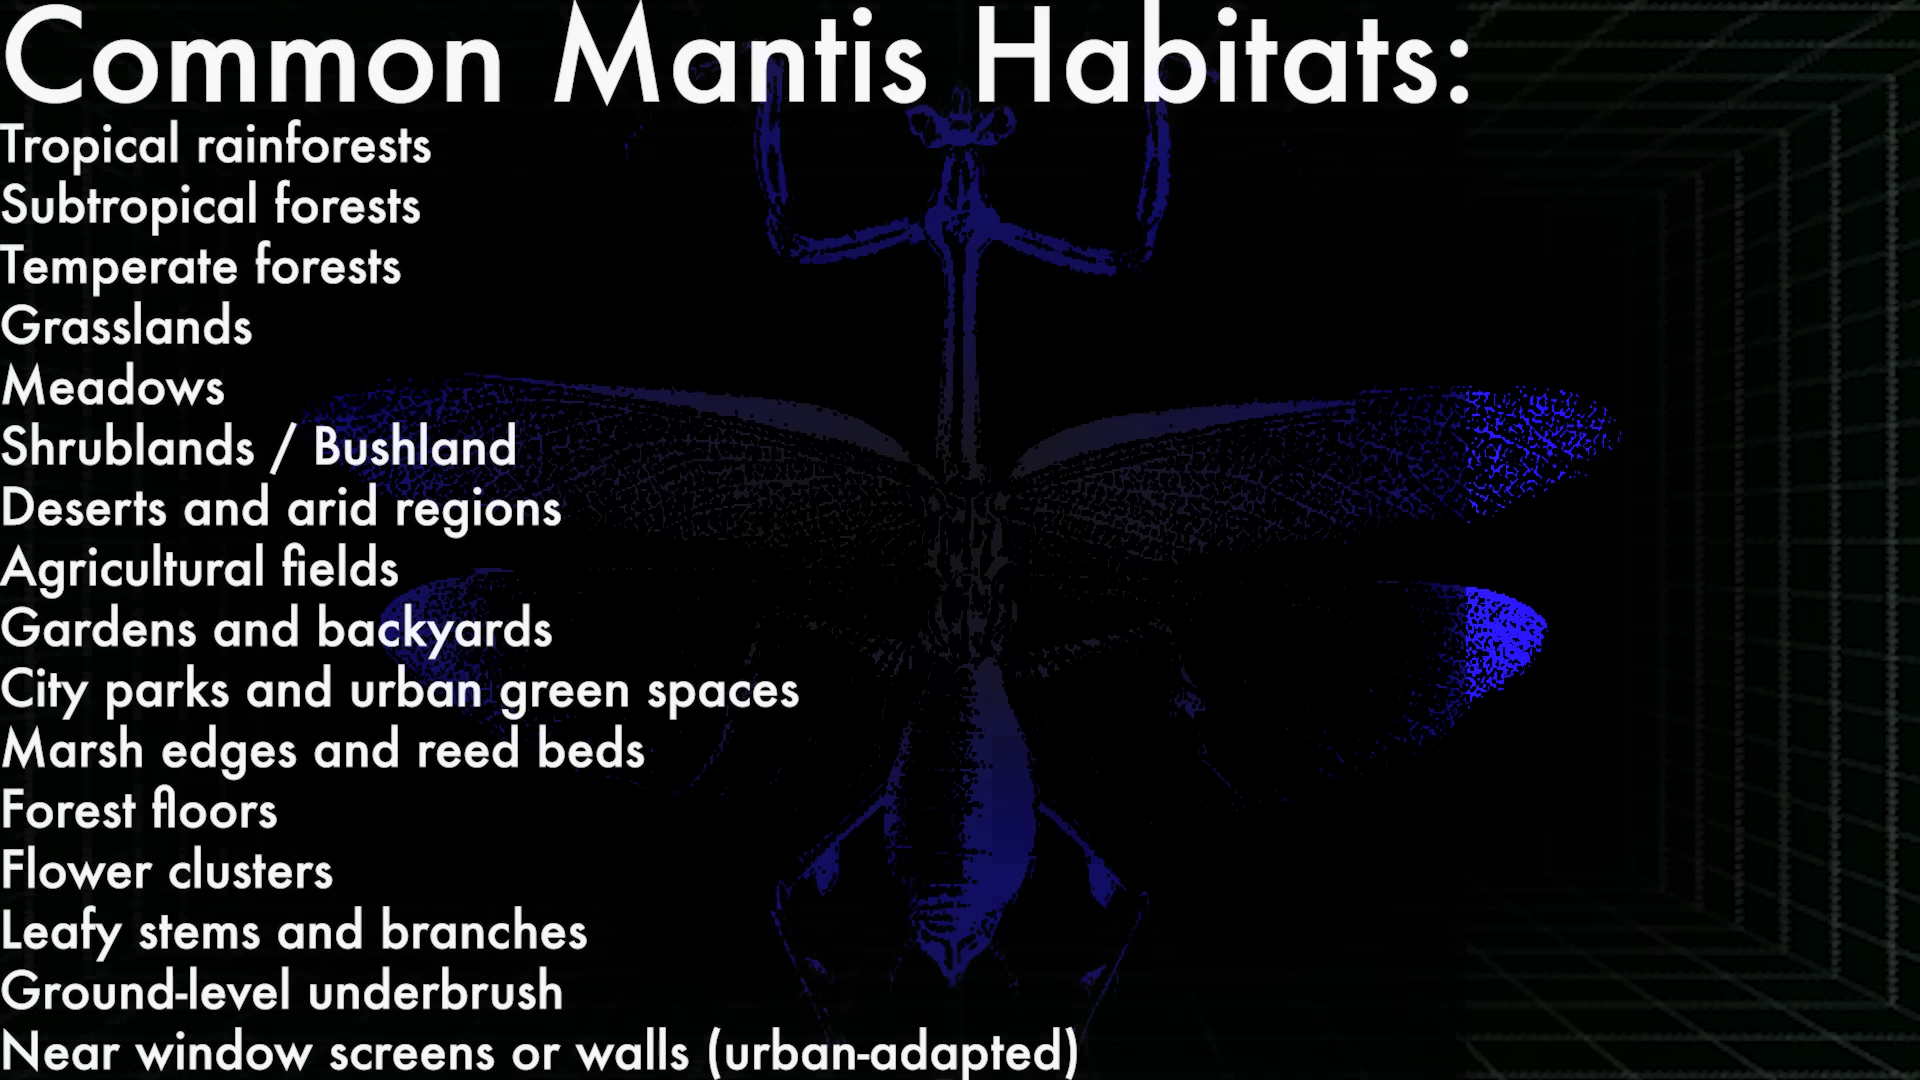 Common Mantis Habitats:
Tropical rainforests
Subtropical forests
Temperate forests
Grasslands
Meadows
Shrublands / Bushland
Deserts and arid regions
Agricultural fields
Gardens and backyards
City parks and urban green spaces
Marsh edges and reed beds
Forest floors
Flower clusters
Leafy stems and branches
Ground-level underbrush
Near window screens or walls (urban-adapted)